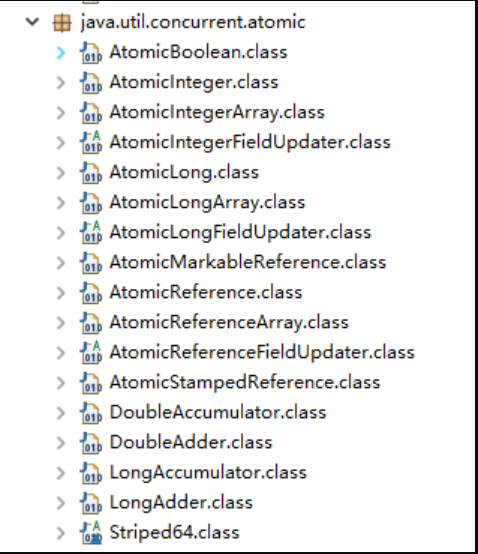 java.util.concurrent.atomic
AtomicBoolean.class
AtomicInteger.class
AtomicIntegerArray.class
AtomicIntegerFieldUpdater.class
AtomicLong.class
AtomicLongArray.class
AtomicLongFieldUpdater.class
AtomicMarkableReference.class
AtomicReference.class
AtomicReferenceArray.class
AtomicReferenceFieldUpdater.class
AtomicStampedReference.class
DoubleAccumulator.class
DoubleAdder.class
LongAccumulator.class
LongAdder.class
Striped64.class